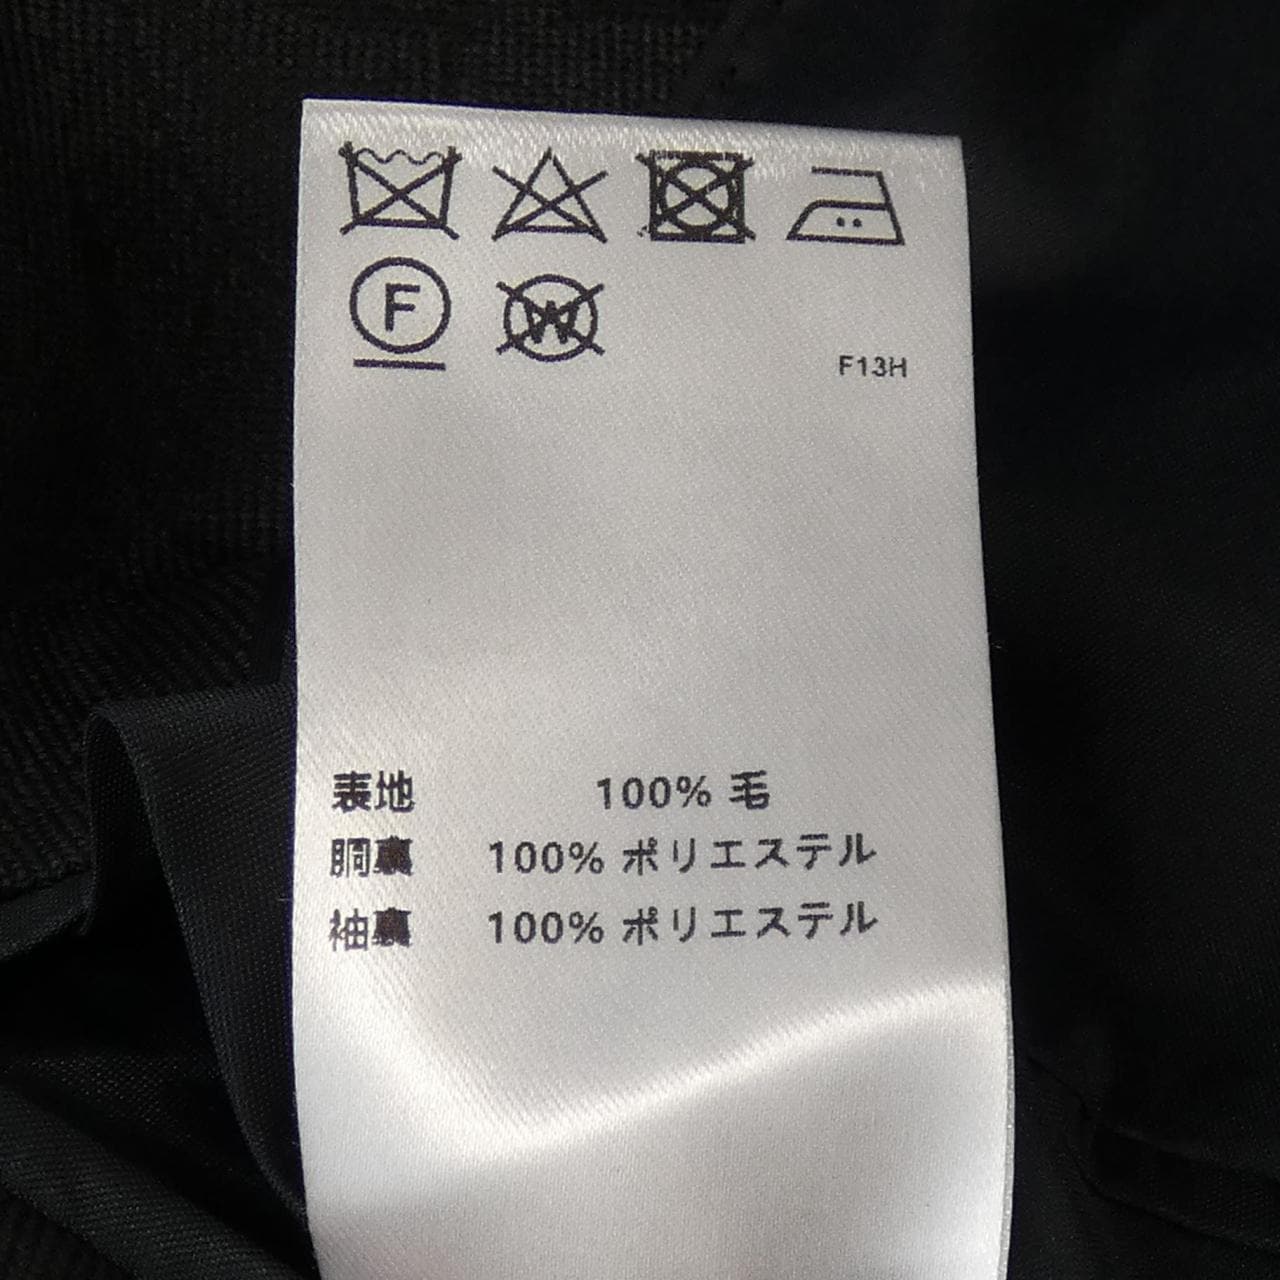 F
W
F13H
表地 100% 毛
胴裏 100% ポリエステル
袖裏 100% ポリエステル